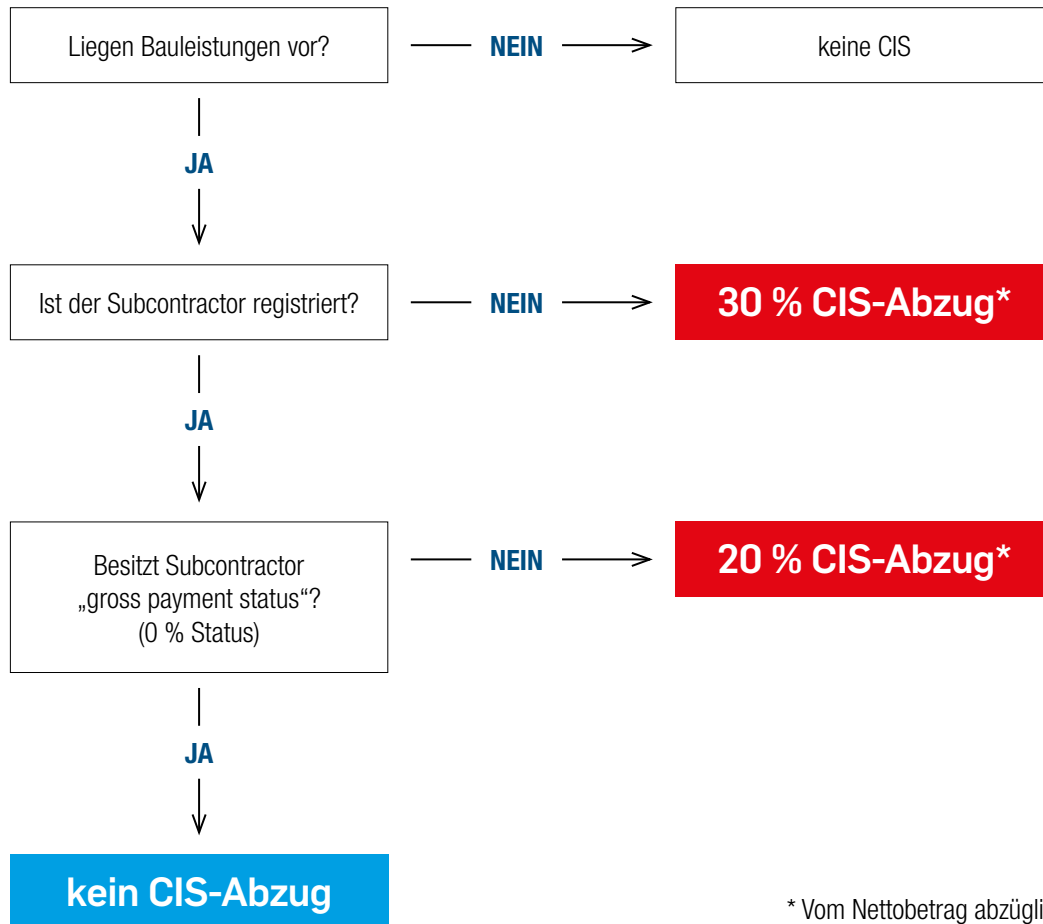 Liegen Bauleistungen vor?
NEIN
keine CIS
JA
Ist der Subcontractor registriert?
NEIN
30 % CIS-Abzug*
JA
Besitzt Subcontractor
„gross payment status“?
(0 % Status)
NEIN
20 % CIS-Abzug*
JA
kein CIS-Abzug
* Vom Nettobetrag